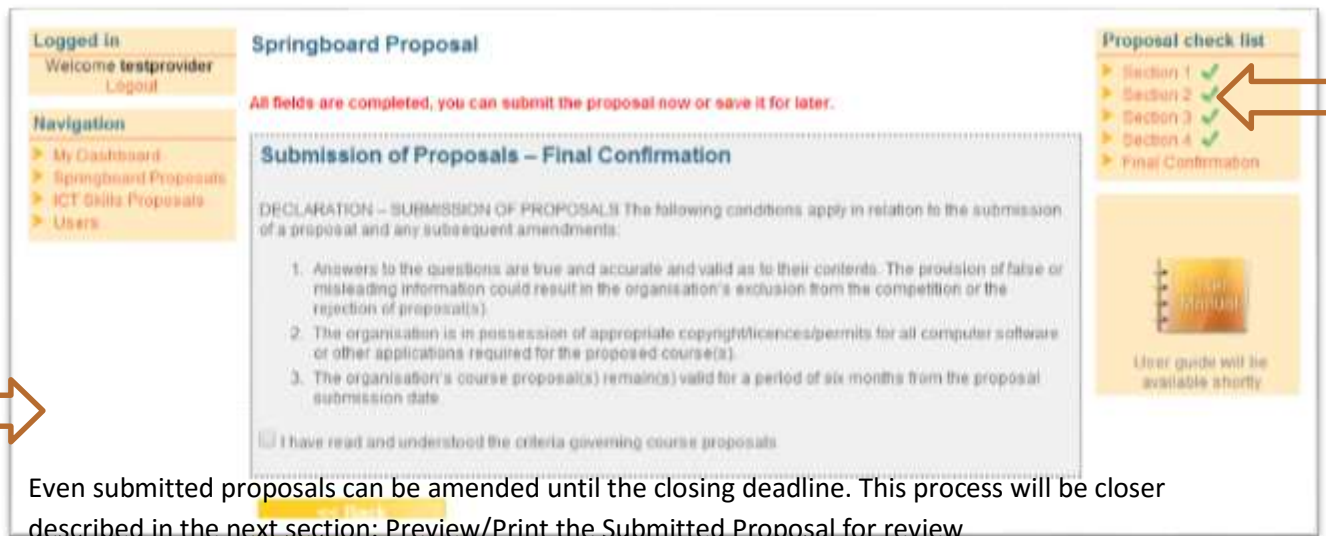 Logged in
Welcome testprovider
Logout
Navigation
My Dashboard
Springboard Proposals
ICT Skills Proposals
Users
Springboard Proposal
All fields are completed, you can submit the proposal now or save it for later.
Submission of Proposals – Final Confirmation
DECLARATION – SUBMISSION OF PROPOSALS The following conditions apply in relation to the submission
of a proposal and any subsequent amendments:
1. Answers to the questions are true and accurate and valid as to their contents. The provision of false or
misleading information could result in the organisation's exclusion from the competition or the
rejection of proposal(s).
2. The organisation is in possession of appropriate copyright/licences/permits for all computer software
or other applications required for the proposed course(s).
3. The organisation's course proposal(s) remain(s) valid for a period of six months from the proposal
submission date
I have read and understood the criteria governing course proposals
<< Back
Proposal check list
Section 1
Section 2
Section 3
Section 4
Final Confirmation
User
Manual
User guide will be
available shortly
Even submitted proposals can be amended until the closing deadline. This process will be closer
described in the next section: Preview/Print the Submitted Proposal for review